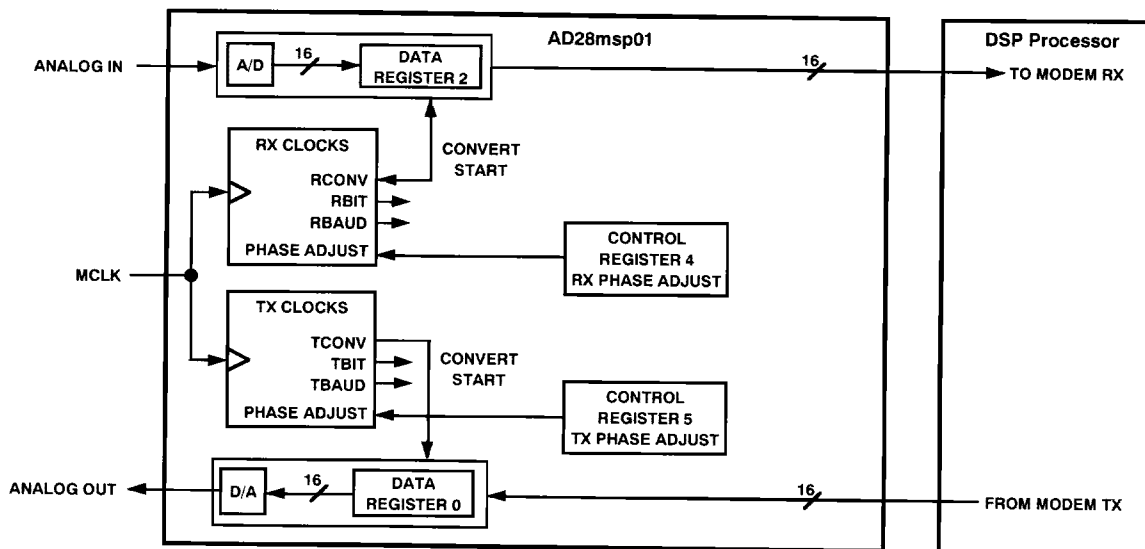 AD28msp01
DSP Processor
ANALOG IN
A/D
16
DATA
REGISTER 2
16
TO MODEM RX
RX CLOCKS
RCONV
RBIT
RBAUD
PHASE ADJUST
CONVERT
START
CONTROL
REGISTER 4
RX PHASE ADJUST
MCLK
TX CLOCKS
TCONV
TBIT
TBAUD
PHASE ADJUST
CONVERT
START
CONTROL
REGISTER 5
TX PHASE ADJUST
ANALOG OUT
D/A
16
DATA
REGISTER 0
16
FROM MODEM TX